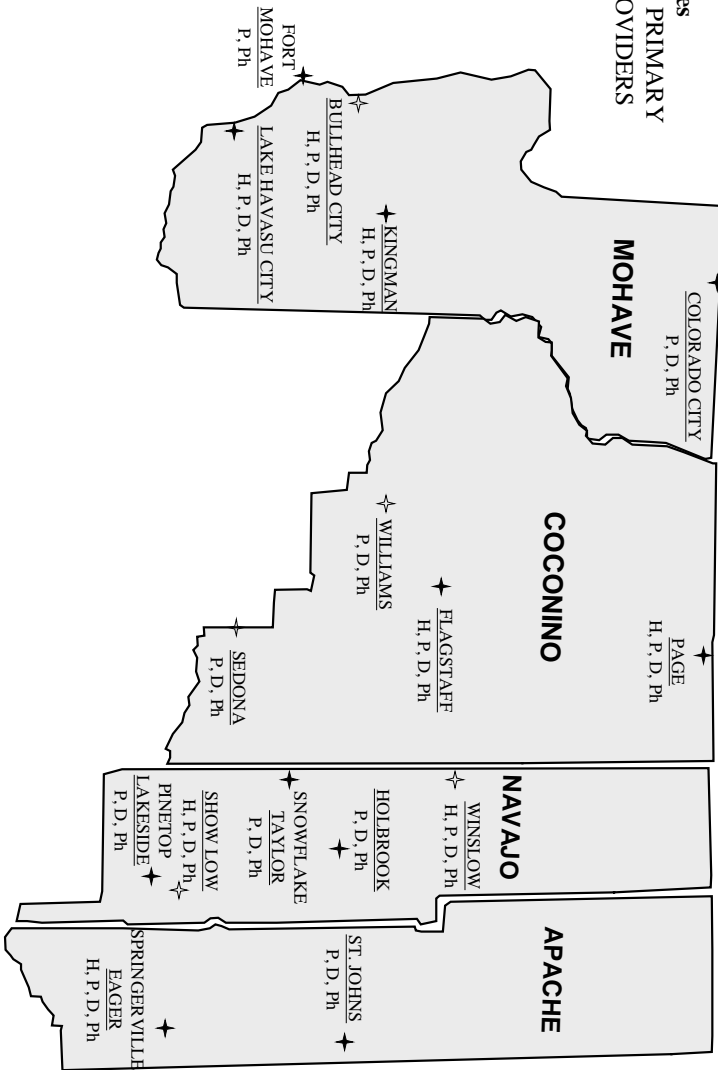 es
PRIMARY
OVIDERS
MOHAVE
COLORADO CITY
P, D, Ph
KINGMAN
H, P, D, Ph
BULLHEAD CITY
H, P, D, Ph
FORT
MOHAVE
P, Ph
LAKE HAVASU CITY
H, P, D, Ph
COCONINO
PAGE
H, P, D, Ph
FLAGSTAFF
H, P, D, Ph
WILLIAMS
P, D, Ph
SEDONA
P, D, Ph
NAVAJO
WINSLOW
H, P, D, Ph
HOLBROOK
P, D, Ph
SNOWFLAKE
TAYLOR
P, D, Ph
SHOW LOW
H, P, D, Ph
PINETOP
LAKESIDE
P, D, Ph
APACHE
ST. JOHNS
P, D, Ph
SPRINGERVILLE
EAGER
H, P, D, Ph